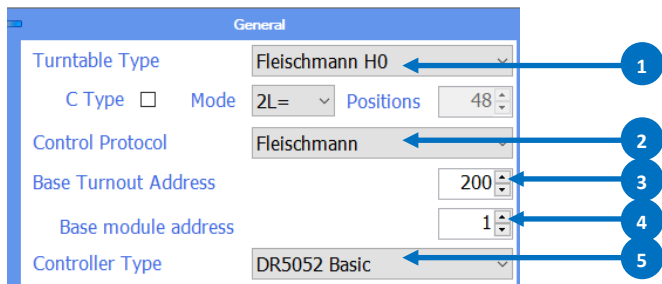 General
Turntable Type Fleischmann H0 1
C Type Mode 2L= Positions 48
Control Protocol Fleischmann 2
Base Turnout Address 200 3
Base module address 1 4
Controller Type DR5052 Basic 5